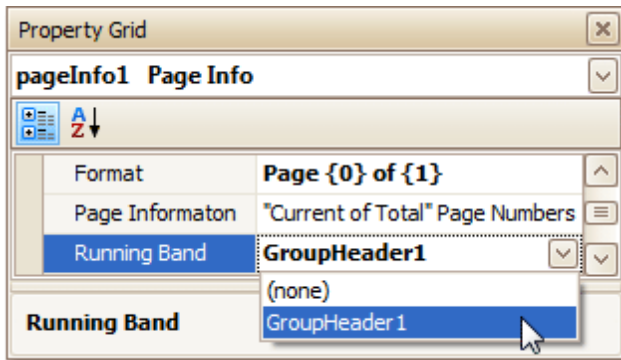 Property Grid
pageInfo1 Page Info
A
Z
Format Page {0} of {1}
Page Informaton "Current of Total" Page Numbers
Running Band GroupHeader1
(none)
Running Band GroupHeader1